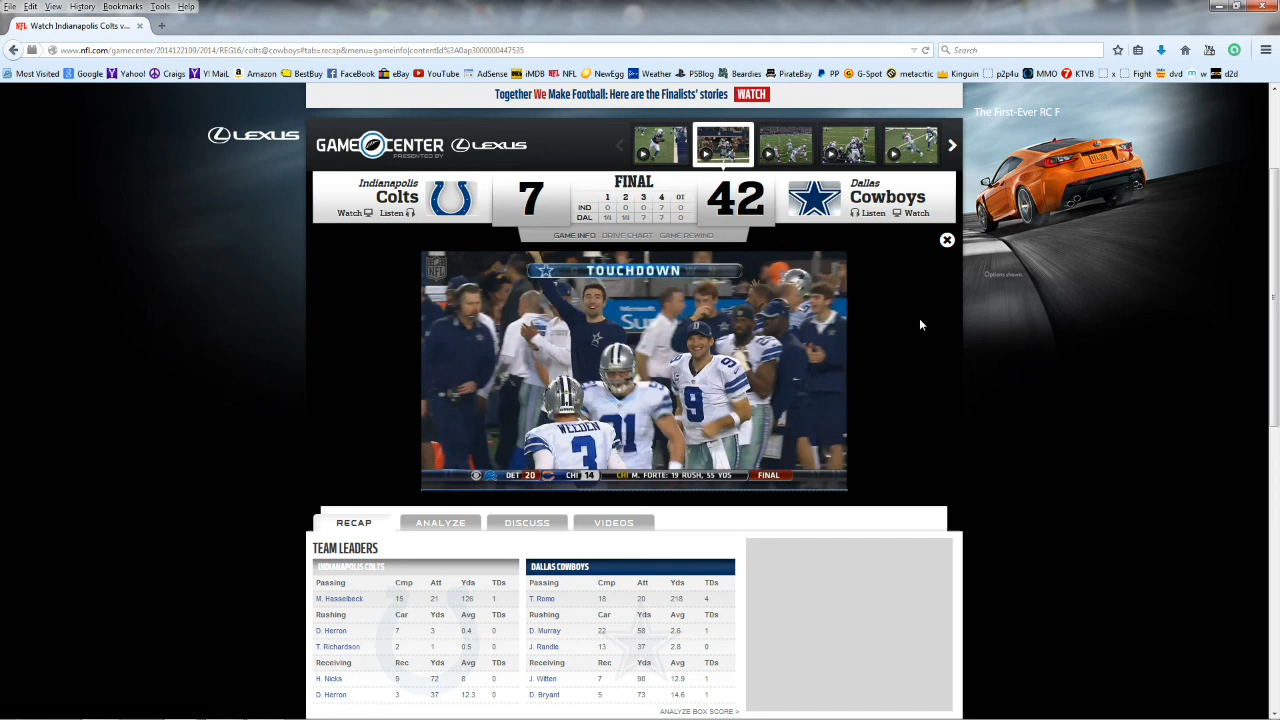 File Edit View History Bookmarks Tools Help
NFL Watch Indianapolis Colts v...
www.nfl.com/gamecenter/2014122109/2014/REG16/colts@cowboys#tab=recap&menu=gameinfo|contentId%3A0ap3000000447535
Search
Most Visited Google Yahoo! Craigs Y! MaiL Amazon BestBuy FaceBook eBay YouTube AdSense iMDB NFL NewEgg Weather PSBlog Beardies PirateBay PP G-Spot metacrtic Kinguin p2p4u MMO KTVB x Fight dvd w d2d
Together We Make Football: Here are the Finalists' stories WATCH
LEXUS
The First-Ever RC F
GAMECENTER
PRESENTED BY
LEXUS
Indianapolis
Colts
Watch Listen
7
FINAL
1 2 3 4 OT
IND 0 0 0 7 0
DAL 14 14 7 7 0
42
Dallas
Cowboys
Listen Watch
GAME INFO DRIVE CHART GAME REWIND
Options shown.
NFL
TOUCHDOWN
Microsoft
Su
9
WEEDEN
3
DET 20 CHI 14 CHI M. FORTE: 19 RUSH, 55 YDS FINAL
RECAP ANALYZE DISCUSS VIDEOS
TEAM LEADERS
INDIANAPOLIS COLTS
Passing Cmp Att Yds TDs
M. Hasselbeck 15 21 126 1
Rushing Car Yds Avg TDs
D. Herron 7 3 0.4 0
T. Richardson 2 1 0.5 0
Receiving Rec Yds Avg TDs
H. Nicks 9 72 8 0
D. Herron 3 37 12.3 0
DALLAS COWBOYS
Passing Cmp Att Yds TDs
T. Romo 18 20 218 4
Rushing Car Yds Avg TDs
D. Murray 22 58 2.6 1
J. Randle 13 37 2.8 0
Receiving Rec Yds Avg TDs
J. Witten 7 90 12.9 1
D. Bryant 5 73 14.6 1
ANALYZE BOX SCORE >